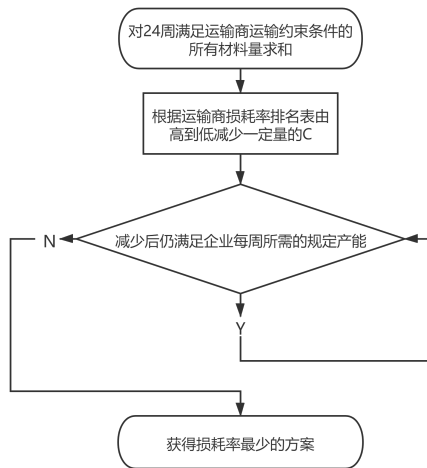 对24周满足运输商运输约束条件的
所有材料量求和
根据运输商损耗率排名表由
高到低减少一定量的C
减少后仍满足企业每周所需的规定产能
N
Y
获得损耗率最少的方案